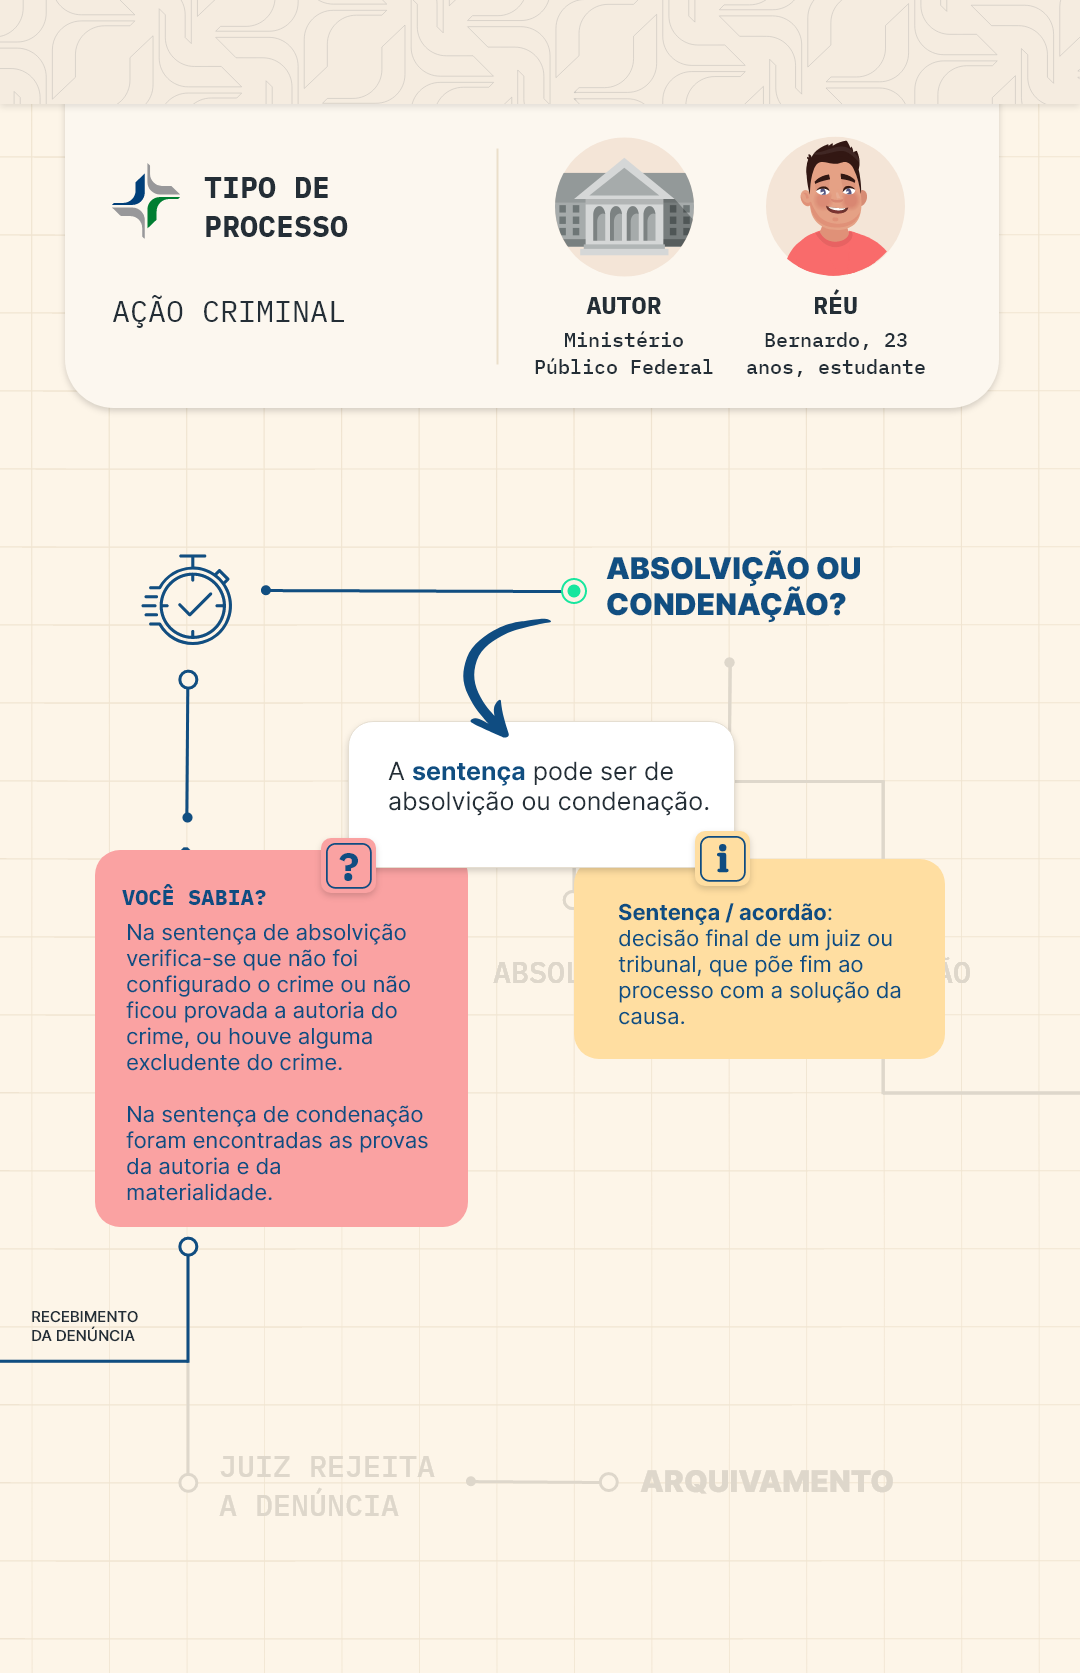 TIPO DE
PROCESSO
AÇÃO CRIMINAL
AUTOR
Ministério
Público Federal
RÉU
Bernardo, 23
anos, estudante
ABSOLVIÇÃO OU
CONDENAÇÃO?
A sentença pode ser de
absolvição ou condenação.
?
VOCÊ SABIA?
Na sentença de absolvição
verifica-se que não foi
configurado o crime ou não
ficou provada a autoria do
crime, ou houve alguma
excludente do crime.
Na sentença de condenação
foram encontradas as provas
da autoria e da
materialidade.
i
Sentença / acórdão:
decisão final de um juiz ou
tribunal, que põe fim ao
processo com a solução da
causa.
RECEBIMENTO
DA DENÚNCIA
JUIZ REJEITA
A DENÚNCIA
ARQUIVAMENTO